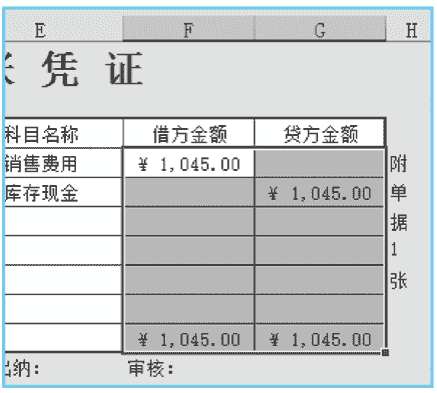 E F G H
凭证
科目名称 借方金额 贷方金额
销售费用 ¥ 1,045.00 附
库存现金 ¥ 1,045.00 单
据
1
张
¥ 1,045.00 ¥ 1,045.00
纳： 审核：